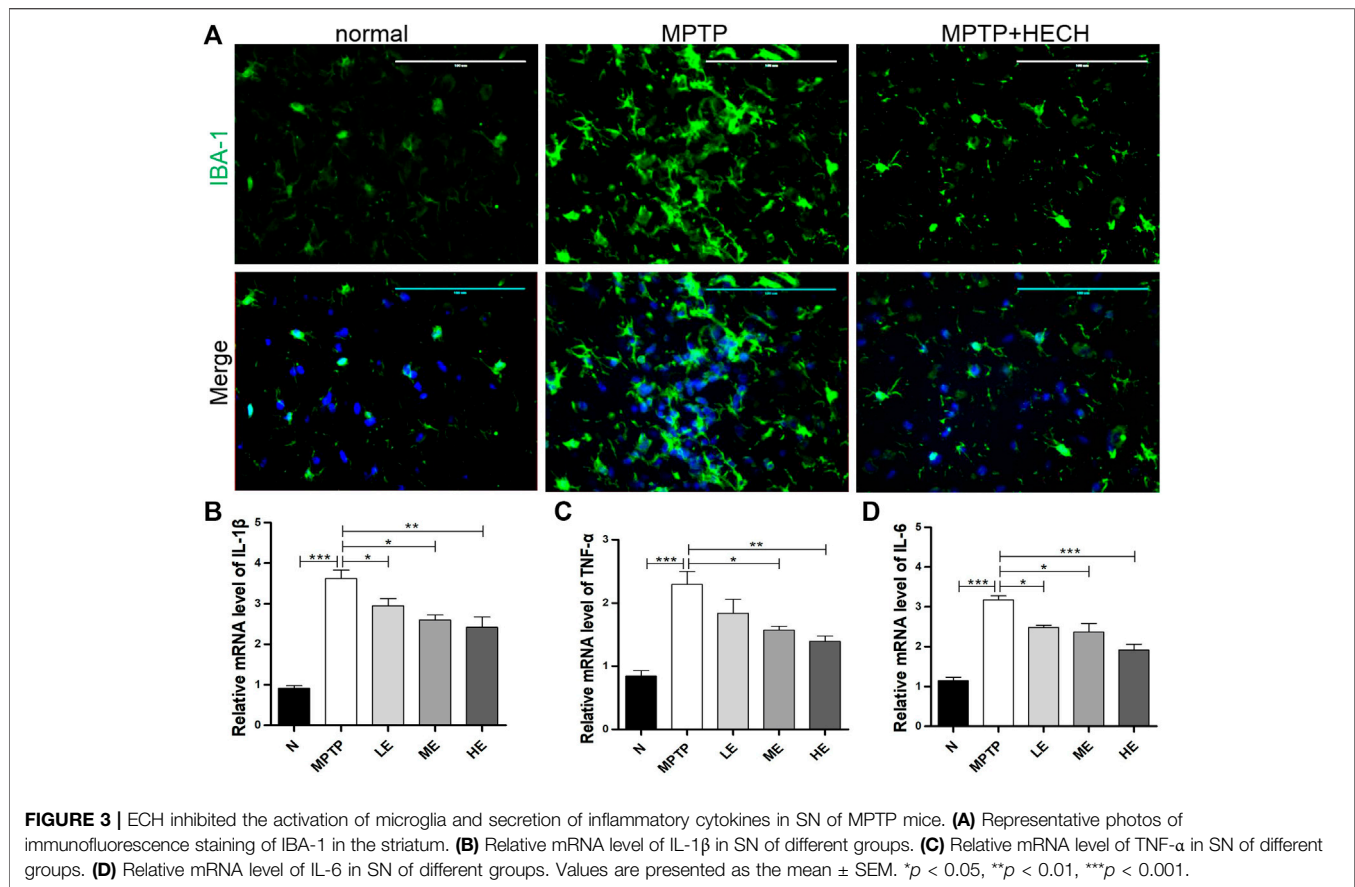 A
normal
MPTP
MPTP+HECH
IBA-1
Merge
B
Relative mRNA level of IL-1β
5
4
3
2
1
0
***
*
*
**
N
MPTP
LE
ME
HE
C
Relative mRNA level of TNF-α
3
2
1
0
***
*
**
N
MPTP
LE
ME
HE
D
Relative mRNA level of IL-6
5
4
3
2
1
0
***
*
*
***
N
MPTP
LE
ME
HE
FIGURE 3 | ECH inhibited the activation of microglia and secretion of inflammatory cytokines in SN of MPTP mice. (A) Representative photos of
immunofluorescence staining of IBA-1 in the striatum. (B) Relative mRNA level of IL-1β in SN of different groups. (C) Relative mRNA level of TNF-α in SN of different
groups. (D) Relative mRNA level of IL-6 in SN of different groups. Values are presented as the mean ± SEM. *p < 0.05, **p < 0.01, ***p < 0.001.